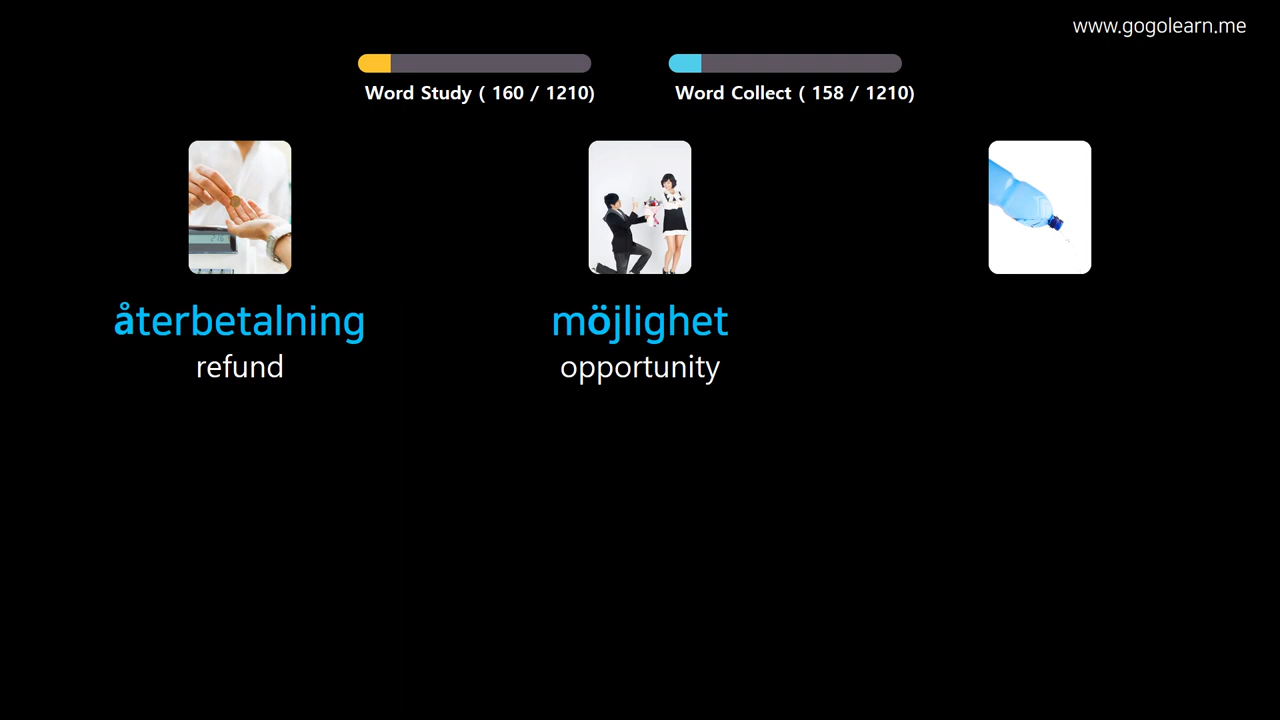 www.gogolearn.me
Word Study ( 160 / 1210)
Word Collect ( 158 / 1210)
återbetalning
refund
möjlighet
opportunity